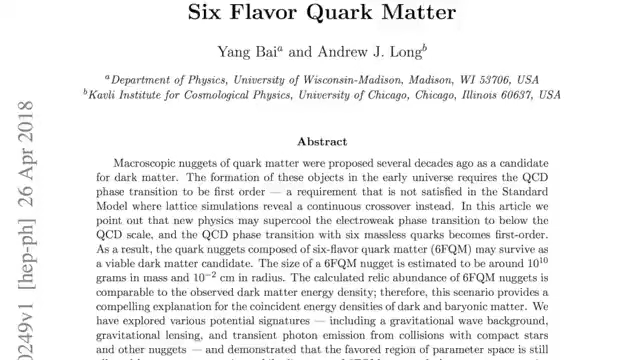 Six Flavor Quark Matter
Yang Baiᵃ and Andrew J. Longᵇ
ᵃDepartment of Physics, University of Wisconsin-Madison, Madison, WI 53706, USA
ᵇKavli Institute for Cosmological Physics, University of Chicago, Chicago, Illinois 60637, USA
Abstract
Macroscopic nuggets of quark matter were proposed several decades ago as a candidate
for dark matter. The formation of these objects in the early universe requires the QCD
phase transition to be first order — a requirement that is not satisfied in the Standard
Model where lattice simulations reveal a continuous crossover instead. In this article we
point out that new physics may supercool the electroweak phase transition to below the
QCD scale, and the QCD phase transition with six massless quarks becomes first-order.
As a result, the quark nuggets composed of six-flavor quark matter (6FQM) may survive as
a viable dark matter candidate. The size of a 6FQM nugget is estimated to be around 10¹⁰
grams in mass and 10⁻² cm in radius. The calculated relic abundance of 6FQM nuggets is
comparable to the observed dark matter energy density; therefore, this scenario provides a
compelling explanation for the coincident energy densities of dark and baryonic matter. We
have explored various potential signatures — including a gravitational wave background,
gravitational lensing, and transient photon emission from collisions with compact stars
and other nuggets — and demonstrated that the favored region of parameter space is still
0249v1 [hep-ph] 26 Apr 2018